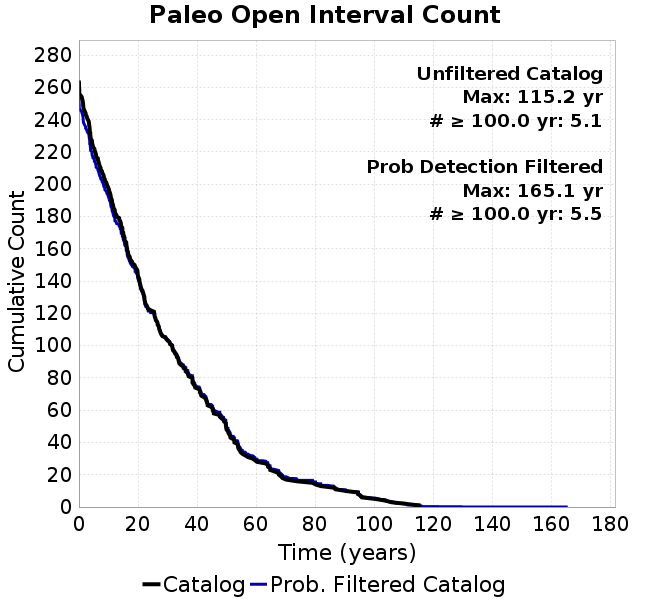 Paleo Open Interval Count
Unfiltered Catalog
Max: 115.2 yr
# ≥ 100.0 yr: 5.1
Prob Detection Filtered
Max: 165.1 yr
# ≥ 100.0 yr: 5.5
Cumulative Count
280
260
240
220
200
180
160
140
120
100
80
60
40
20
0
0 20 40 60 80 100 120 140 160 180
Time (years)
Catalog Prob. Filtered Catalog